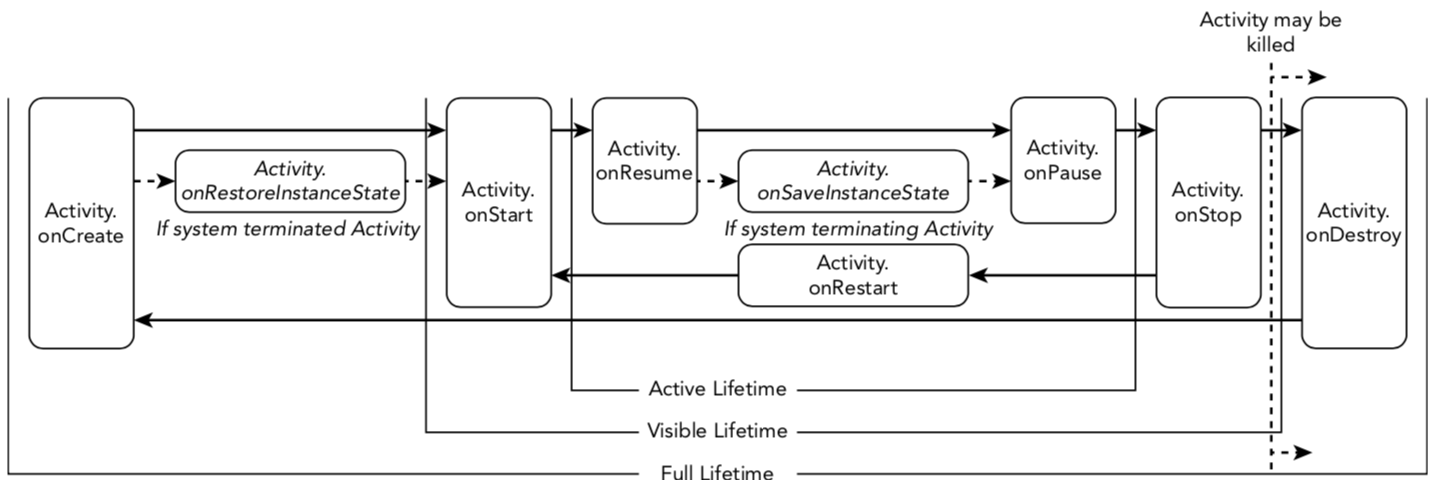 Activity may be
killed
Activity.
onCreate
Activity.
onRestoreInstanceState
If system terminated Activity
Activity.
onStart
Activity.
onResume
Activity.
onSaveInstanceState
If system terminating Activity
Activity.
onRestart
Activity.
onPause
Activity.
onStop
Activity.
onDestroy
Active Lifetime
Visible Lifetime
Full Lifetime